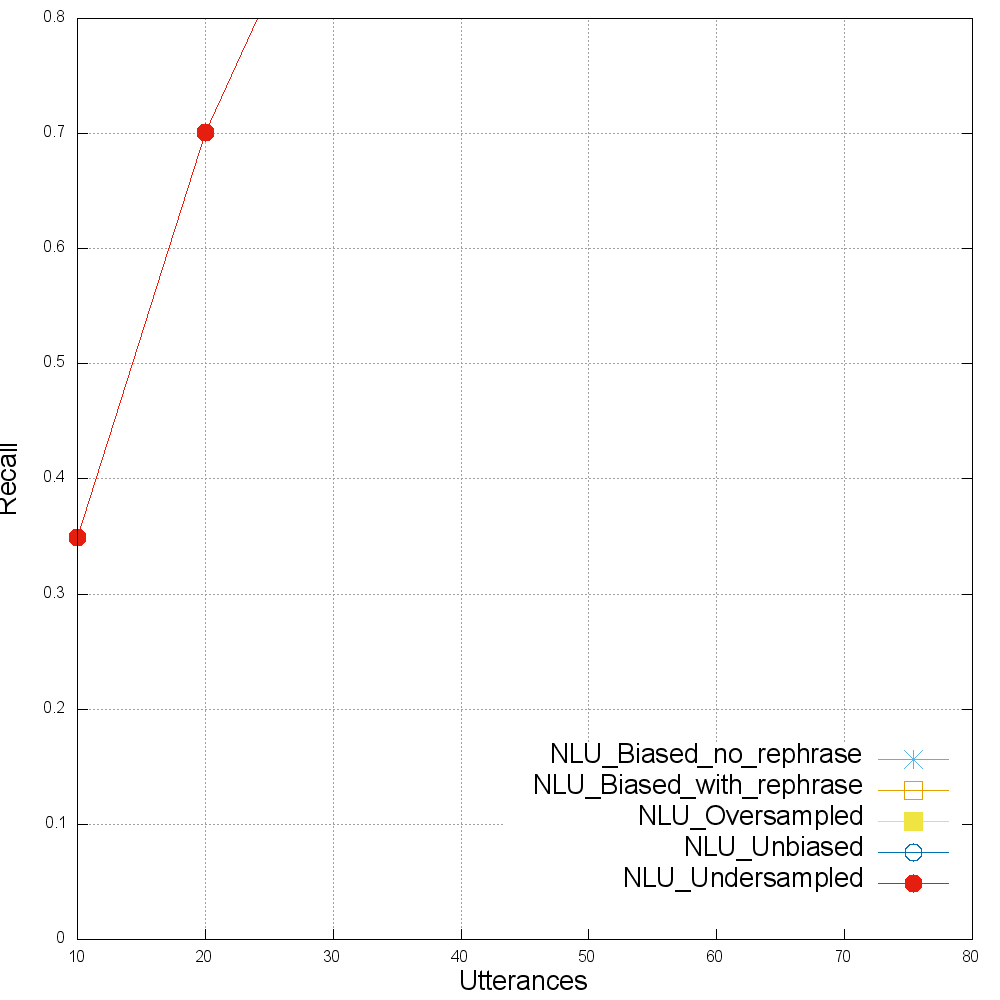 0.8
0.7
0.6
0.5
0.4
0.3
0.2
0.1
0
Recall
NLU_Biased_no_rephrase
NLU_Biased_with_rephrase
NLU_Oversampled
NLU_Unbiased
NLU_Undersampled
10 20 30 40 50 60 70 80
Utterances